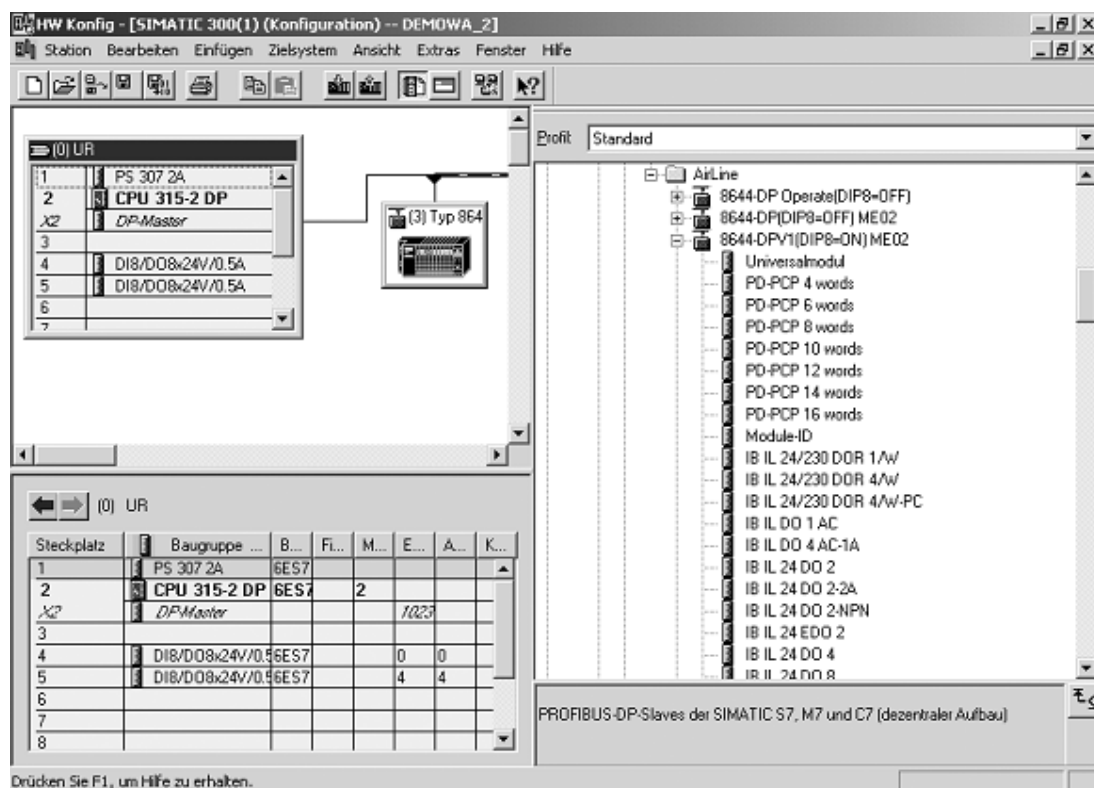 HW Konfig - [SIMATIC 300(1) (Konfiguration) -- DEMOWA_2]
Station Bearbeiten Einfügen Zielsystem Ansicht Extras Fenster Hilfe
(0) UR
1 PS 307 2A
2 CPU 315-2 DP
X2 DP-Master
3
4 DI8/DO8x24V/0.5A
5 DI8/DO8x24V/0.5A
6
7
(3) Typ 864
Profil: Standard
AirLine
8644-DP Operate(DIP8=OFF)
8644-DP(DIP8=OFF) ME02
8644-DPV1(DIP8=ON) ME02
Universalmodul
PD-PCP 4 words
PD-PCP 6 words
PD-PCP 8 words
PD-PCP 10 words
PD-PCP 12 words
PD-PCP 14 words
PD-PCP 16 words
Module-ID
IB IL 24/230 DOR 1/W
IB IL 24/230 DOR 4/W
IB IL 24/230 DOR 4/W-PC
IB IL DO 1 AC
IB IL DO 4 AC-1A
IB IL 24 DO 2
IB IL 24 DO 2-2A
IB IL 24 DO 2-NPN
IB IL 24 EDO 2
IB IL 24 DO 4
IB IL 24 DO 8
(0) UR
Steckplatz Baugruppe ... B... Fi... M... E... A... K...
1 PS 307 2A 6ES7
2 CPU 315-2 DP 6ES7 2
X2 DP-Master 1023
3
4 DI8/DO8x24V/0.5 6ES7 0 0
5 DI8/DO8x24V/0.5 6ES7 4 4
6
7
8
PROFIBUS-DP-Slaves der SIMATIC S7, M7 und C7 (dezentraler Aufbau)
Drücken Sie F1, um Hilfe zu erhalten.